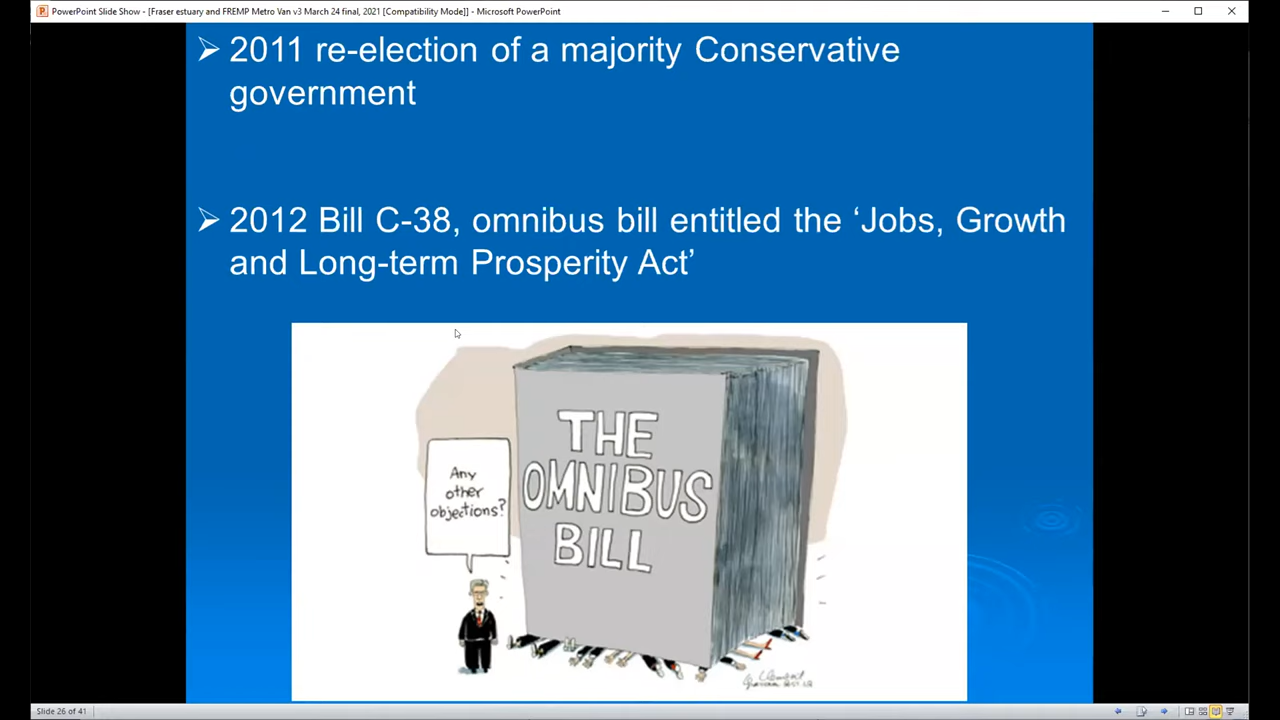 PowerPoint Slide Show - [Fraser estuary and FREMP Metro Van v3 March 24 final, 2021 [Compatibility Mode]] - Microsoft PowerPoint
➢ 2011 re-election of a majority Conservative
government
➢ 2012 Bill C-38, omnibus bill entitled the ‘Jobs, Growth
and Long-term Prosperity Act’
THE
OMNIBUS
BILL
Any
other
objections?
Clement
Slide 26 of 41